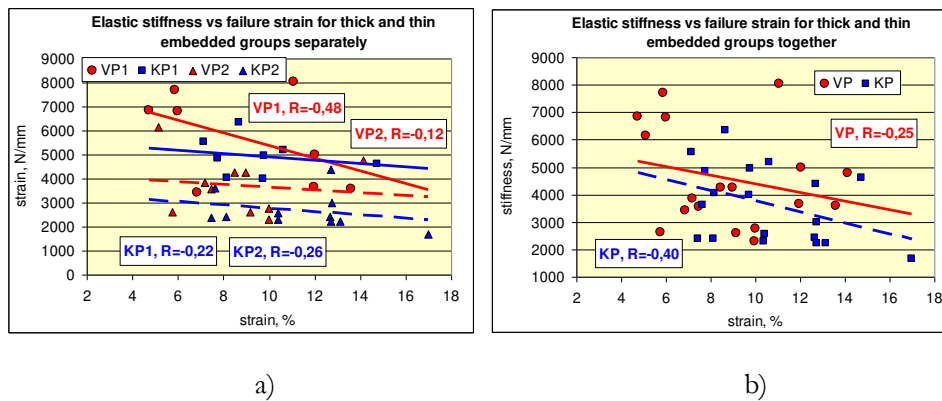 Elastic stiffness vs failure strain for thick and thin
embedded groups separately
VP1 KP1 VP2 KP2
VP1, R=-0,48
VP2, R=-0,12
KP1, R=-0,22
KP2, R=-0,26
strain, N/mm
9000
8000
7000
6000
5000
4000
3000
2000
1000
0
2 4 6 8 10 12 14 16 18
strain, %
a)
Elastic stiffness vs failure strain for thick and thin
embedded groups together
VP KP
VP, R=-0,25
KP, R=-0,40
stiffness, N/mm
9000
8000
7000
6000
5000
4000
3000
2000
1000
2 4 6 8 10 12 14 16 18
strain, %
b)